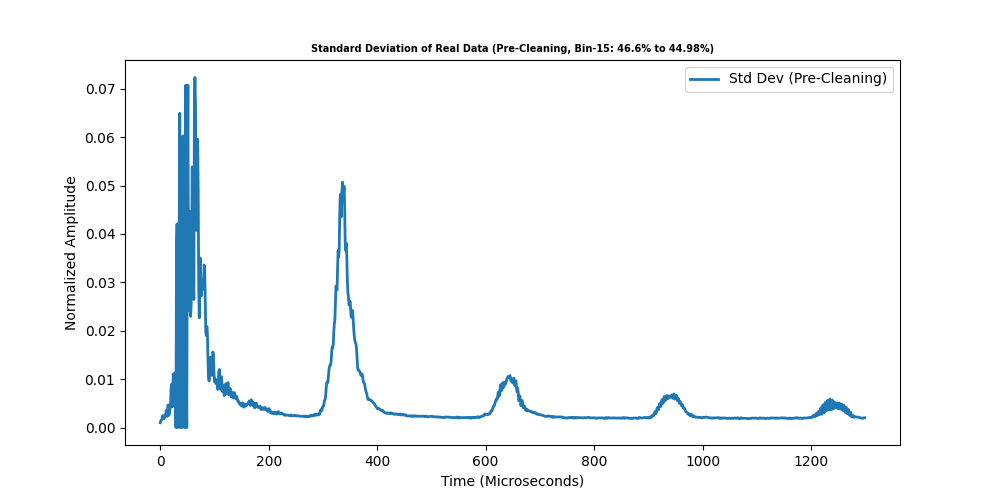 Standard Deviation of Real Data (Pre-Cleaning, Bin-15: 46.6% to 44.98%)
Std Dev (Pre-Cleaning)
Normalized Amplitude
0.07
0.06
0.05
0.04
0.03
0.02
0.01
0.00
0 200 400 600 800 1000 1200
Time (Microseconds)